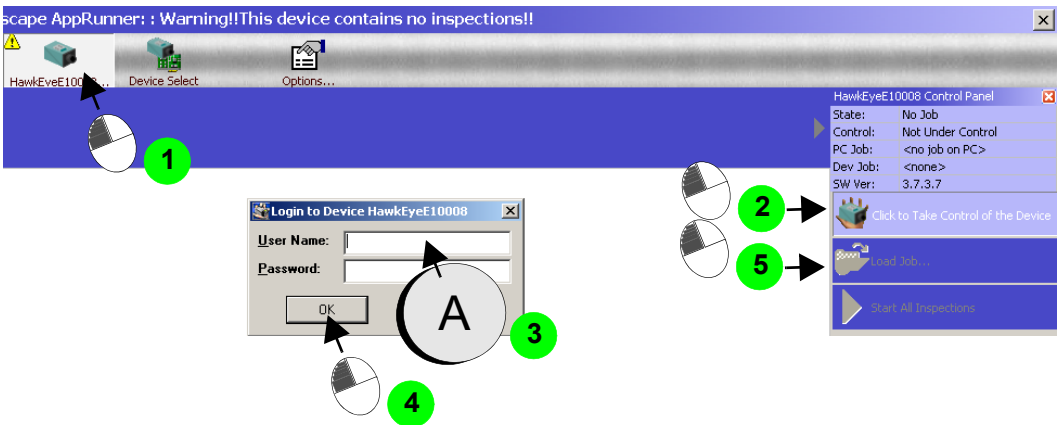 scape AppRunner: : Warning!!This device contains no inspections!!
HawkEyeE10008...
Device Select
Options...
1
HawkEyeE10008 Control Panel
State: No Job
Control: Not Under Control
PC Job: <no job on PC>
Dev Job: <none>
SW Ver: 3.7.3.7
2
Click to Take Control of the Device
5
Load Job...
Start All Inspections
Login to Device HawkEyeE10008
User Name:
Password:
OK
A
3
4